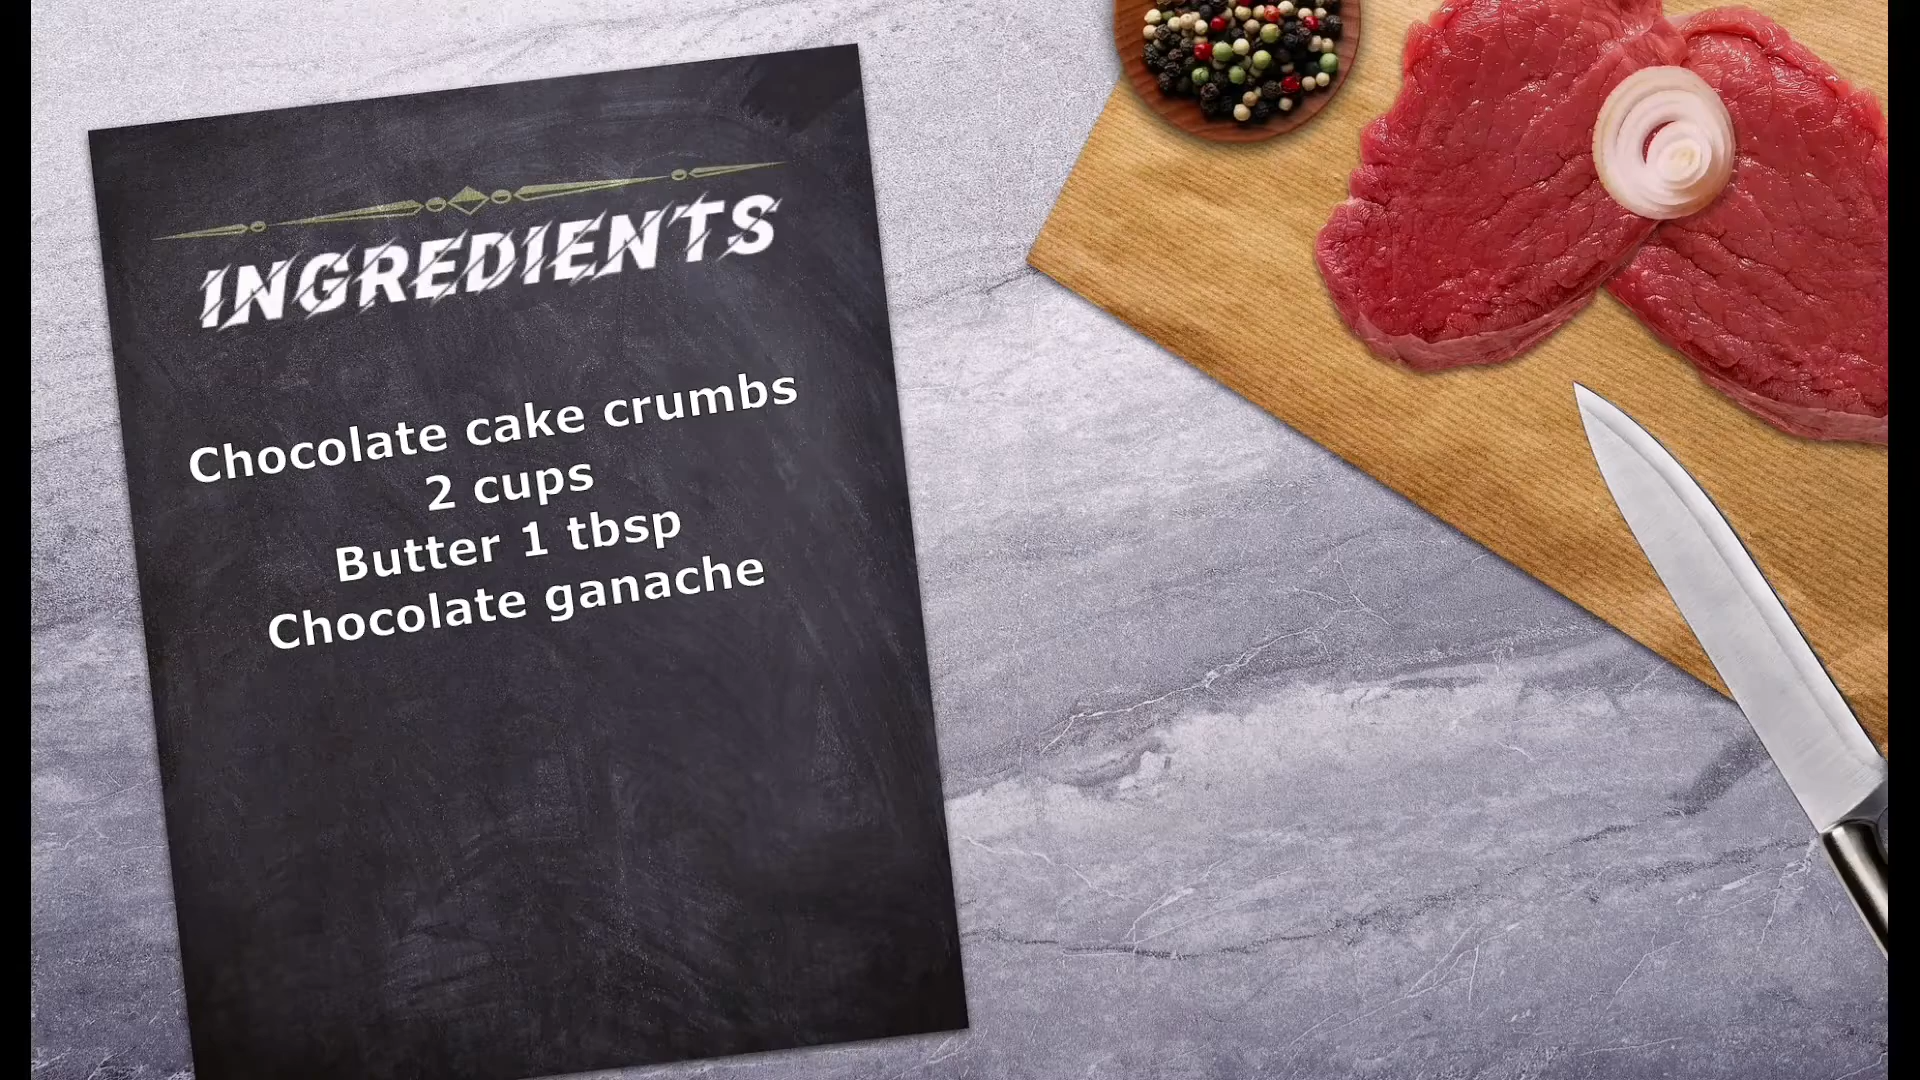 INGREDIENTS
Chocolate cake crumbs
2 cups
Butter 1 tbsp
Chocolate ganache